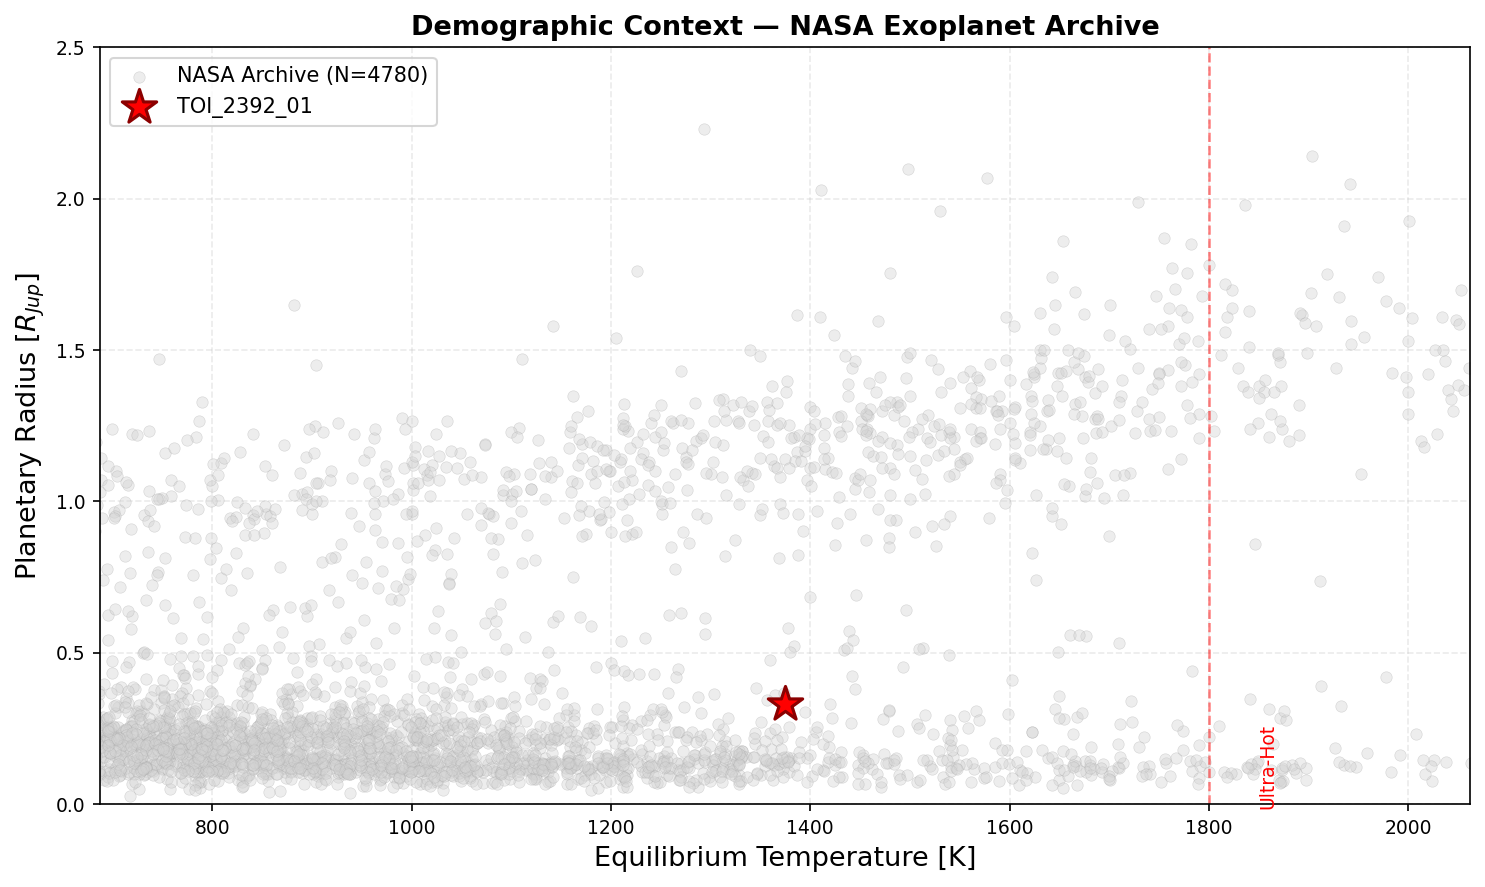 Demographic Context — NASA Exoplanet Archive
NASA Archive (N=4780)
TOI_2392_01
Planetary Radius [R_Jup]
2.5
2.0
1.5
1.0
0.5
0.0
Ultra-Hot
800
1000
1200
1400
1600
1800
2000
Equilibrium Temperature [K]